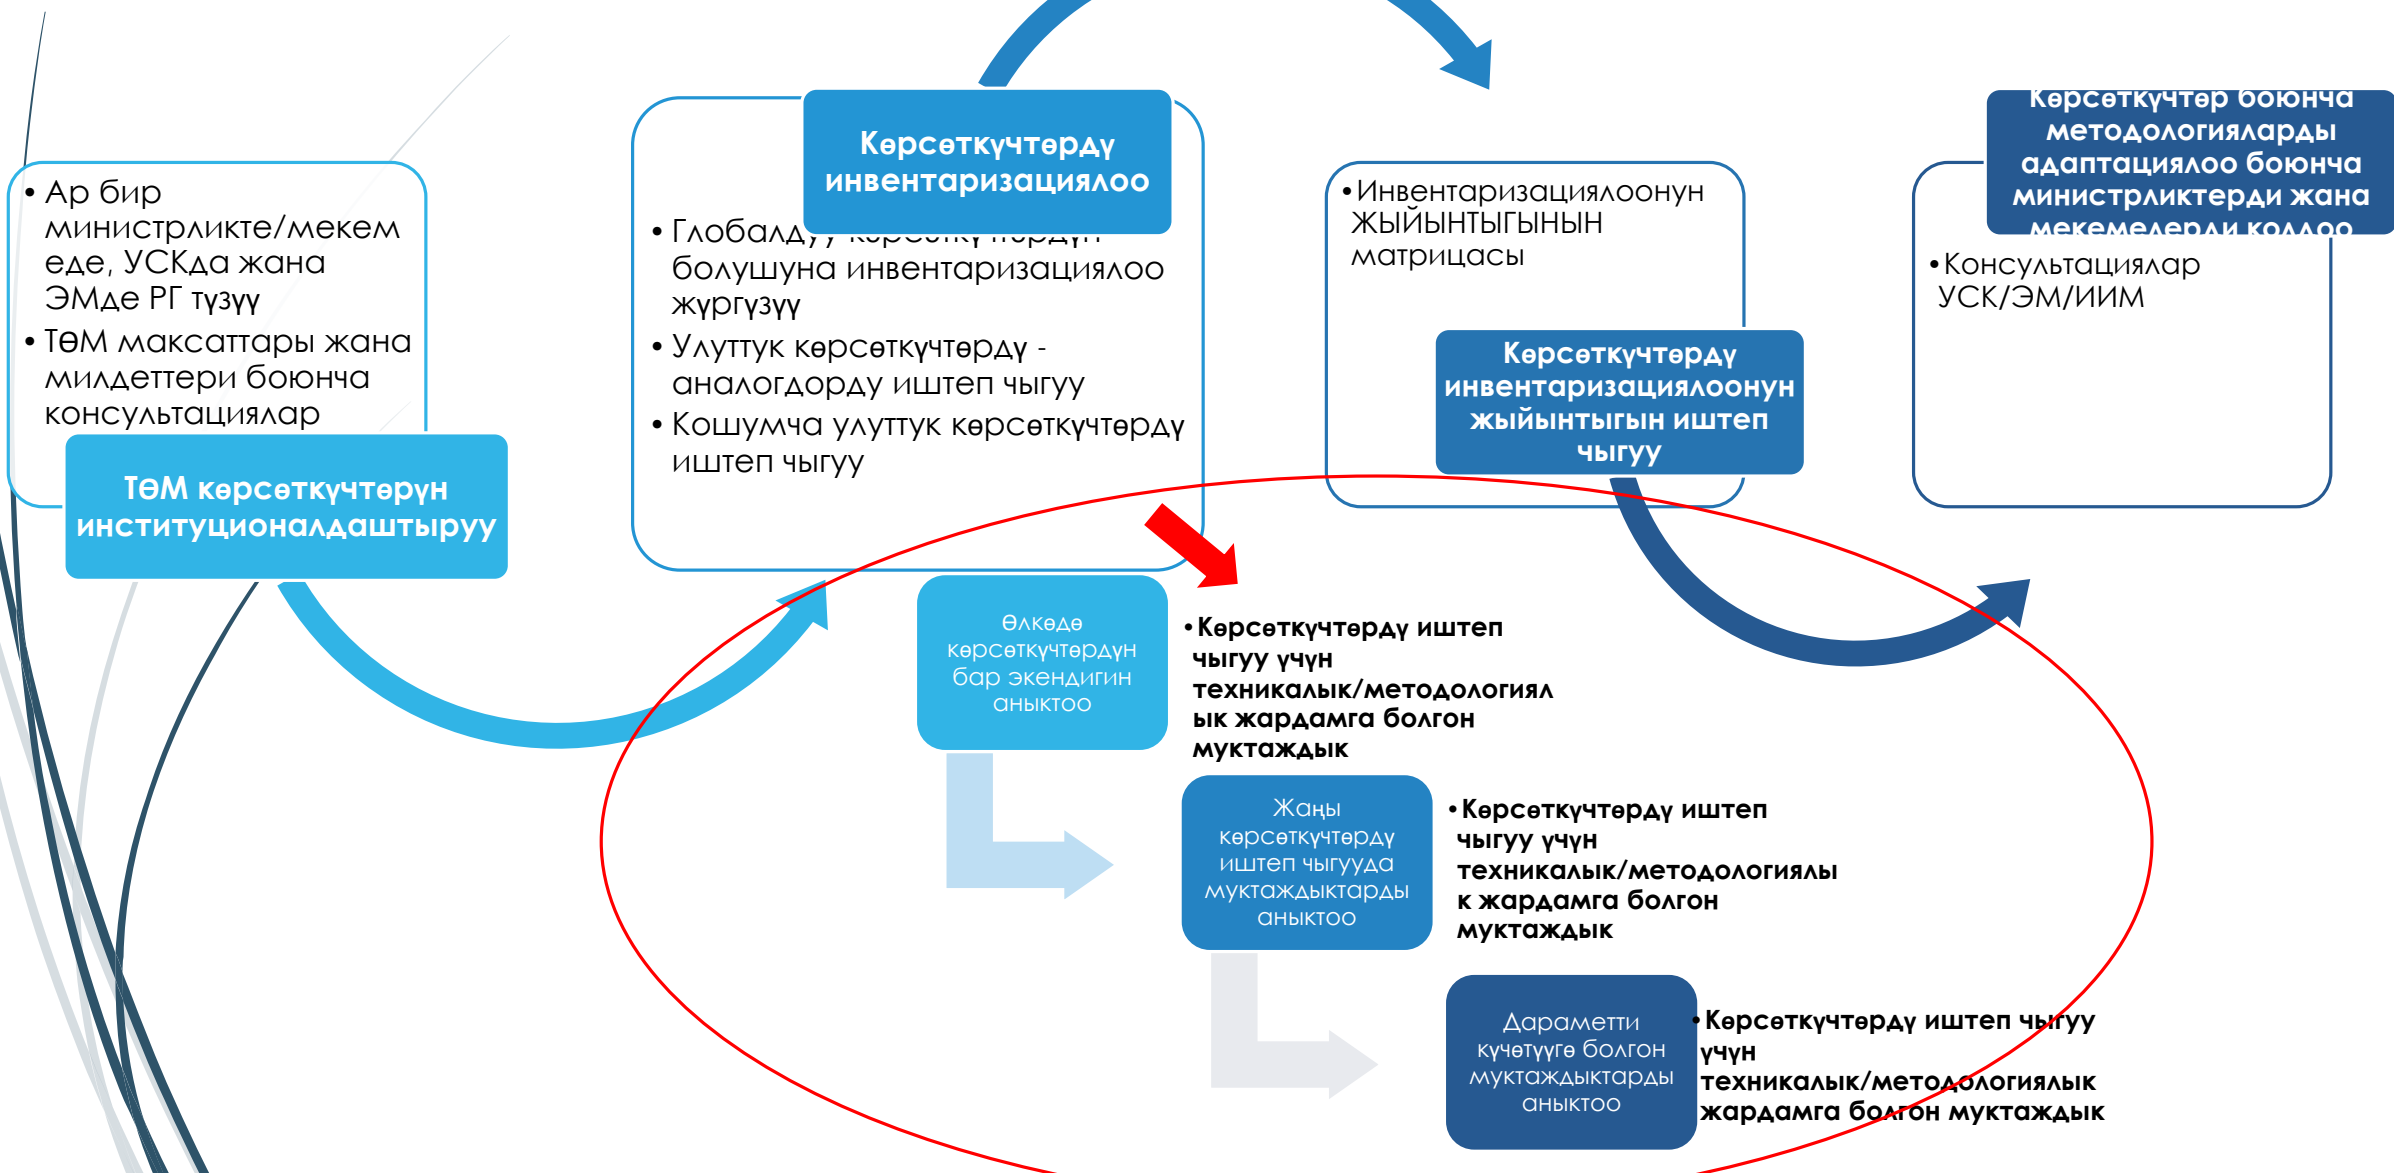 • Ар бир
министрликте/мекем
еде, УСКда жана
ЭМде РГ түзүү
• ТӨМ максаттары жана
милдеттери боюнча
консультациялар
ТӨМ көрсөткүчтөрүн
институционалдаштыруу
Көрсөткүчтөрдү
инвентаризациялоо
• Глобалдуу көрсөткүчтөрдүн
болушуна инвентаризациялоо
жүргүзүү
• Улуттук көрсөткүчтөрдү -
аналогдорду иштеп чыгуу
• Кошумча улуттук көрсөткүчтөрдү
иштеп чыгуу
• Инвентаризациялоонун
ЖЫЙЫНТЫГЫНЫН
матрицасы
Көрсөткүчтөрдү
инвентаризациялоонун
жыйынтыгын иштеп
чыгуу
Көрсөткүчтөр боюнча
методологияларды
адаптациялоо боюнча
министрликтерди жана
мекемелерди колдоо
• Консультациялар
УСК/ЭМ/ИИМ
Өлкөдө
көрсөткүчтөрдүн
бар экендигин
аныктоо
• Көрсөткүчтөрдү иштеп
чыгуу үчүн
техникалык/методологиял
ык жардамга болгон
муктаждык
Жаңы
көрсөткүчтөрдү
иштеп чыгууда
муктаждыктарды
аныктоо
• Көрсөткүчтөрдү иштеп
чыгуу үчүн
техникалык/методологиялы
к жардамга болгон
муктаждык
Дараметти
күчөтүүгө болгон
муктаждыктарды
аныктоо
• Көрсөткүчтөрдү иштеп чыгуу
үчүн
техникалык/методологиялык
жардамга болгон муктаждык